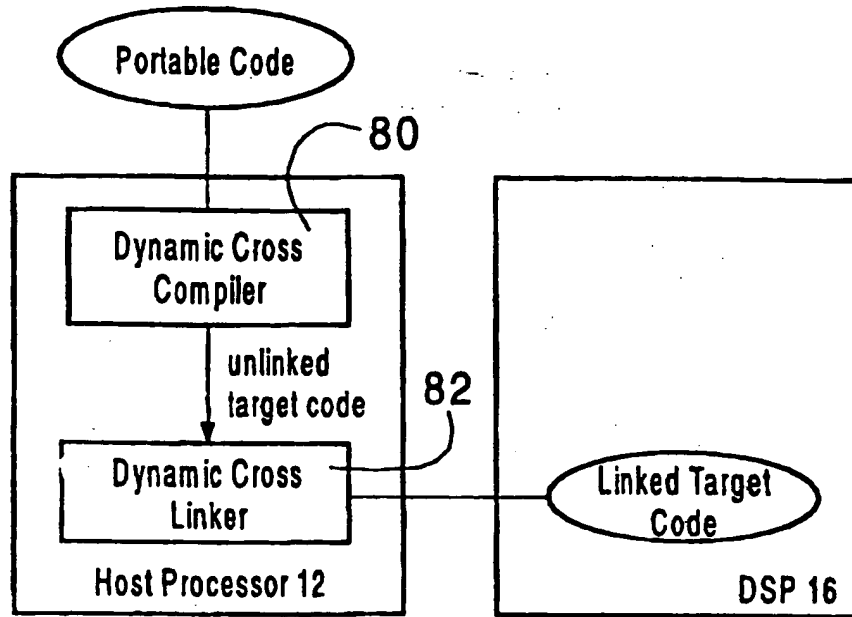 Portable Code
80
Dynamic Cross
Compiler
unlinked
target code
82
Dynamic Cross
Linker
Linked Target
Code
Host Processor 12
DSP 16